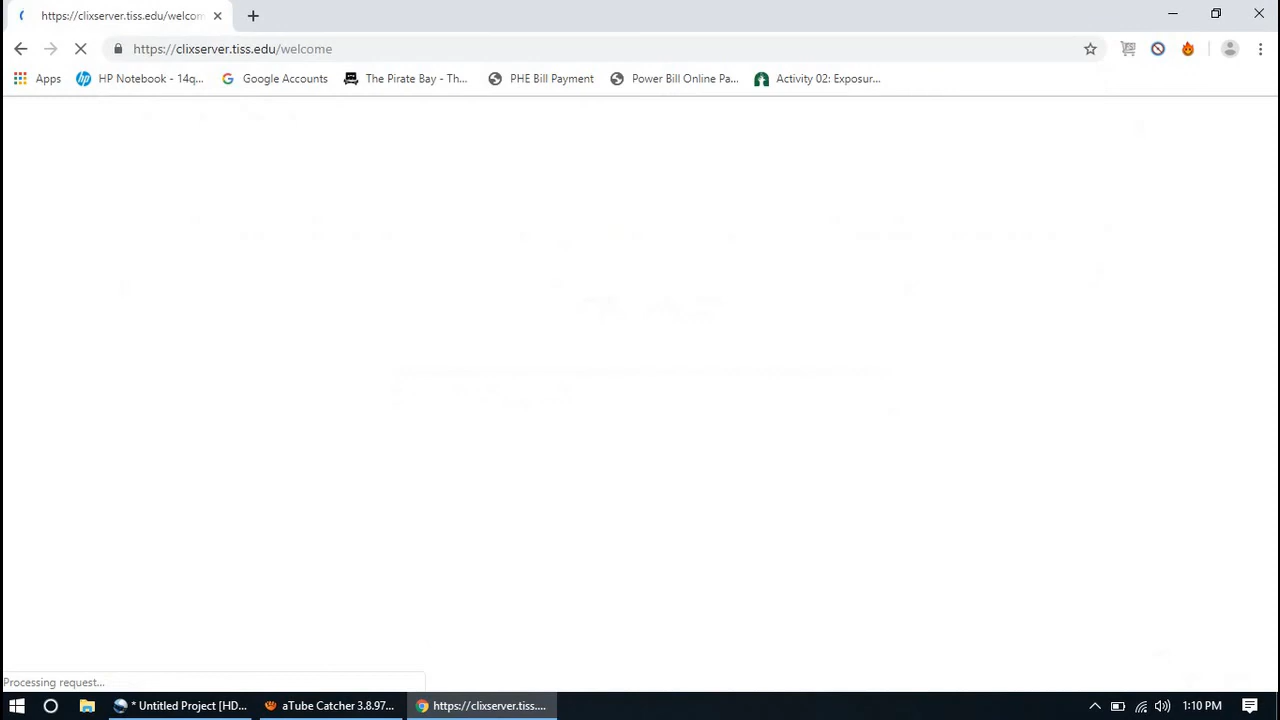 https://clixserver.tiss.edu/welcom
https://clixserver.tiss.edu/welcome
Apps HP Notebook - 14q... Google Accounts The Pirate Bay - Th... PHE Bill Payment Power Bill Online Pa... Activity 02: Exposur...
Processing request...
* Untitled Project [HD... aTube Catcher 3.8.97... https://clixserver.tiss.... 1:10 PM